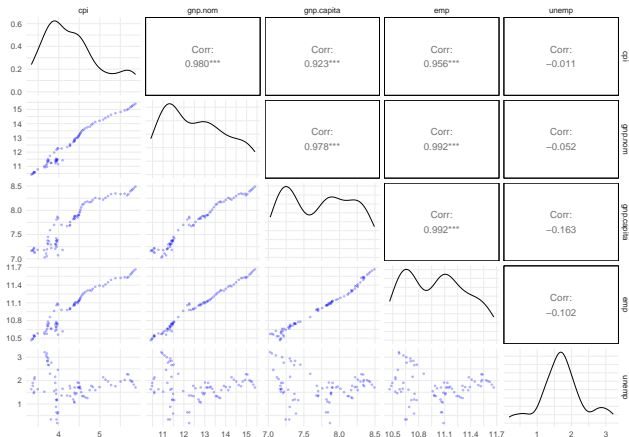 cpi gnp.nom gnp.capita emp unemp
0.6
0.4
0.2
0.0
Corr:
0.980***
Corr:
0.923***
Corr:
0.956***
Corr:
−0.011
cpi
15
14
13
12
11
Corr:
0.978***
Corr:
0.992***
Corr:
−0.052
gnp.nom
8.5
8.0
7.5
7.0
Corr:
0.992***
Corr:
−0.163
gnp.capita
11.7
11.4
11.1
10.8
10.5
Corr:
−0.102
emp
3
2
1
unemp
4 5 11 12 13 14 15 7.0 7.5 8.0 8.5 10.5 10.8 11.1 11.4 11.7 1 2 3